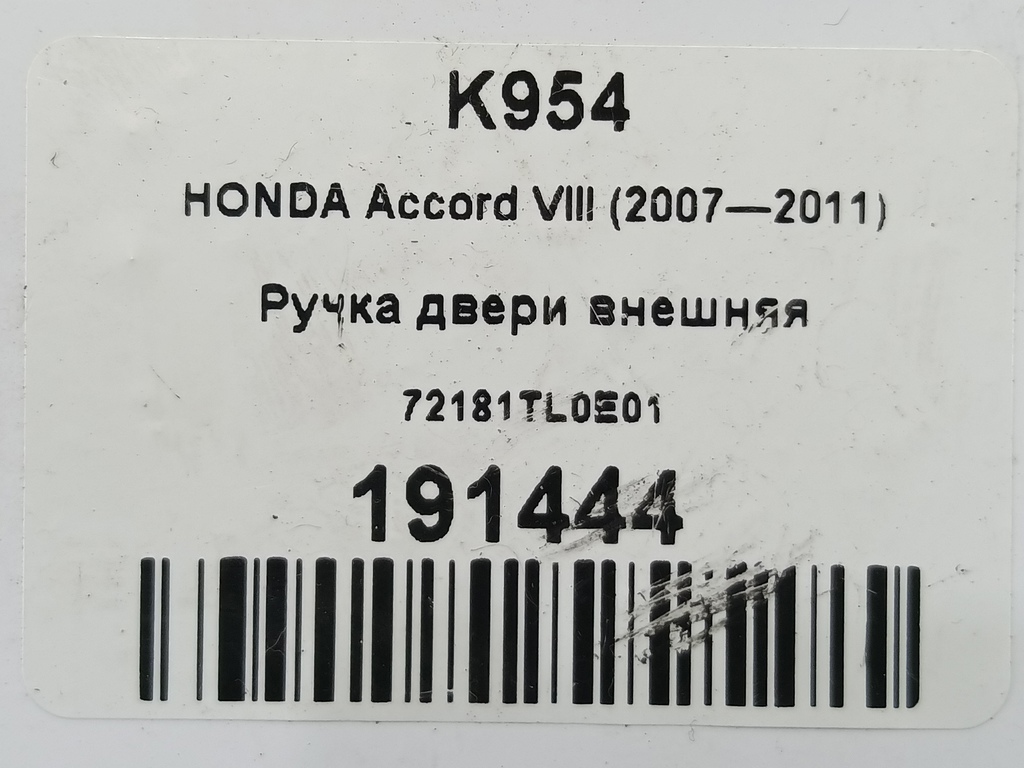 K954
HONDA Accord VIII (2007—2011)
Ручка двери внешняя
72181TL0E01
191444